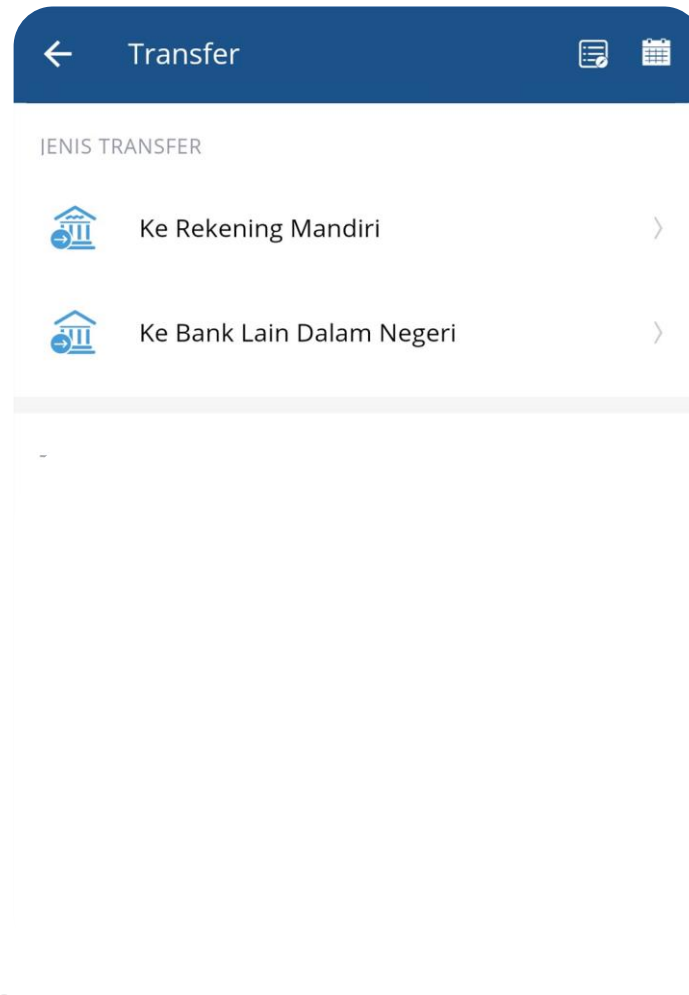 Transfer
JENIS TRANSFER
Ke Rekening Mandiri
Ke Bank Lain Dalam Negeri